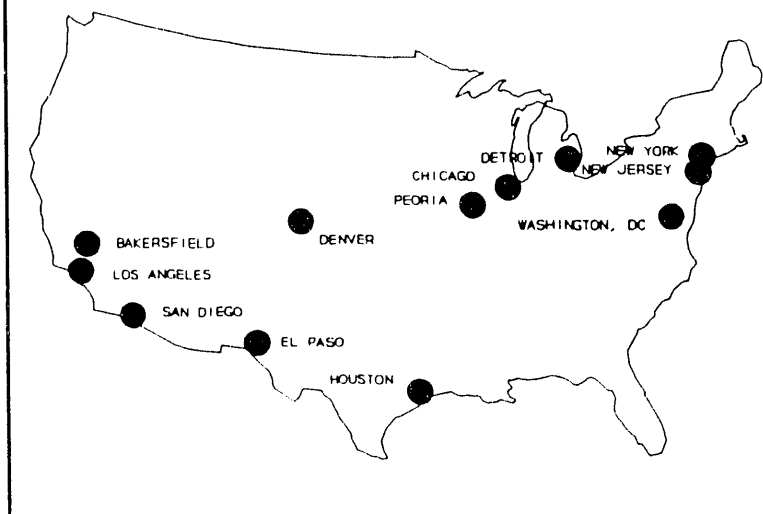 NEW YORK
DETROIT
NEW JERSEY
CHICAGO
PEORIA
WASHINGTON, DC
DENVER
BAKERSFIELD
LOS ANGELES
SAN DIEGO
EL PASO
HOUSTON